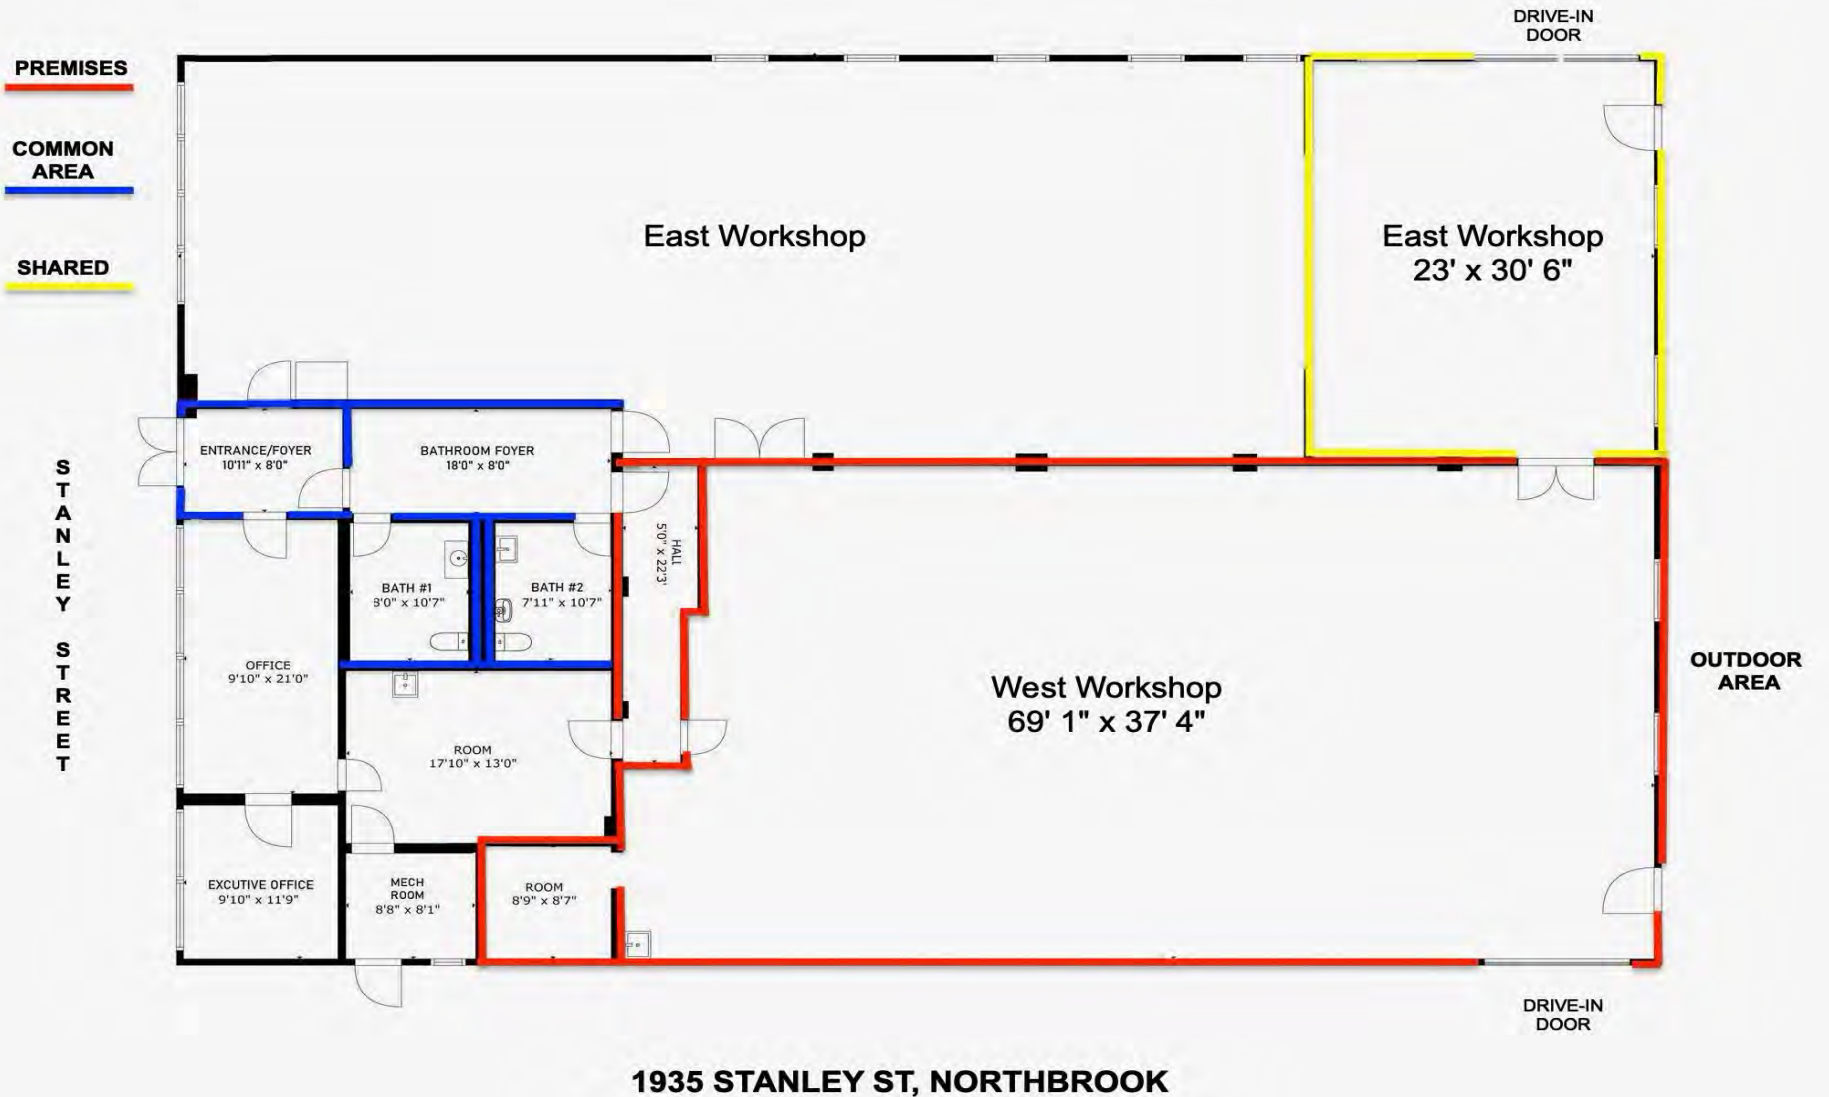 DRIVE-IN
DOOR
PREMISES
COMMON
AREA
SHARED
East Workshop
East Workshop
23' x 30' 6"
ENTRANCE/FOYER
10'11" x 8'0"
BATHROOM FOYER
18'0" x 8'0"
STANLEY STREET
HALL
5'0" x 22'3"
BATH #1
8'0" x 10'7"
BATH #2
7'11" x 10'7"
OFFICE
9'10" x 21'0"
West Workshop
69' 1" x 37' 4"
OUTDOOR
AREA
ROOM
17'10" x 13'0"
EXCUTIVE OFFICE
9'10" x 11'9"
MECH
ROOM
8'8" x 8'1"
ROOM
8'9" x 8'7"
DRIVE-IN
DOOR
1935 STANLEY ST, NORTHBROOK